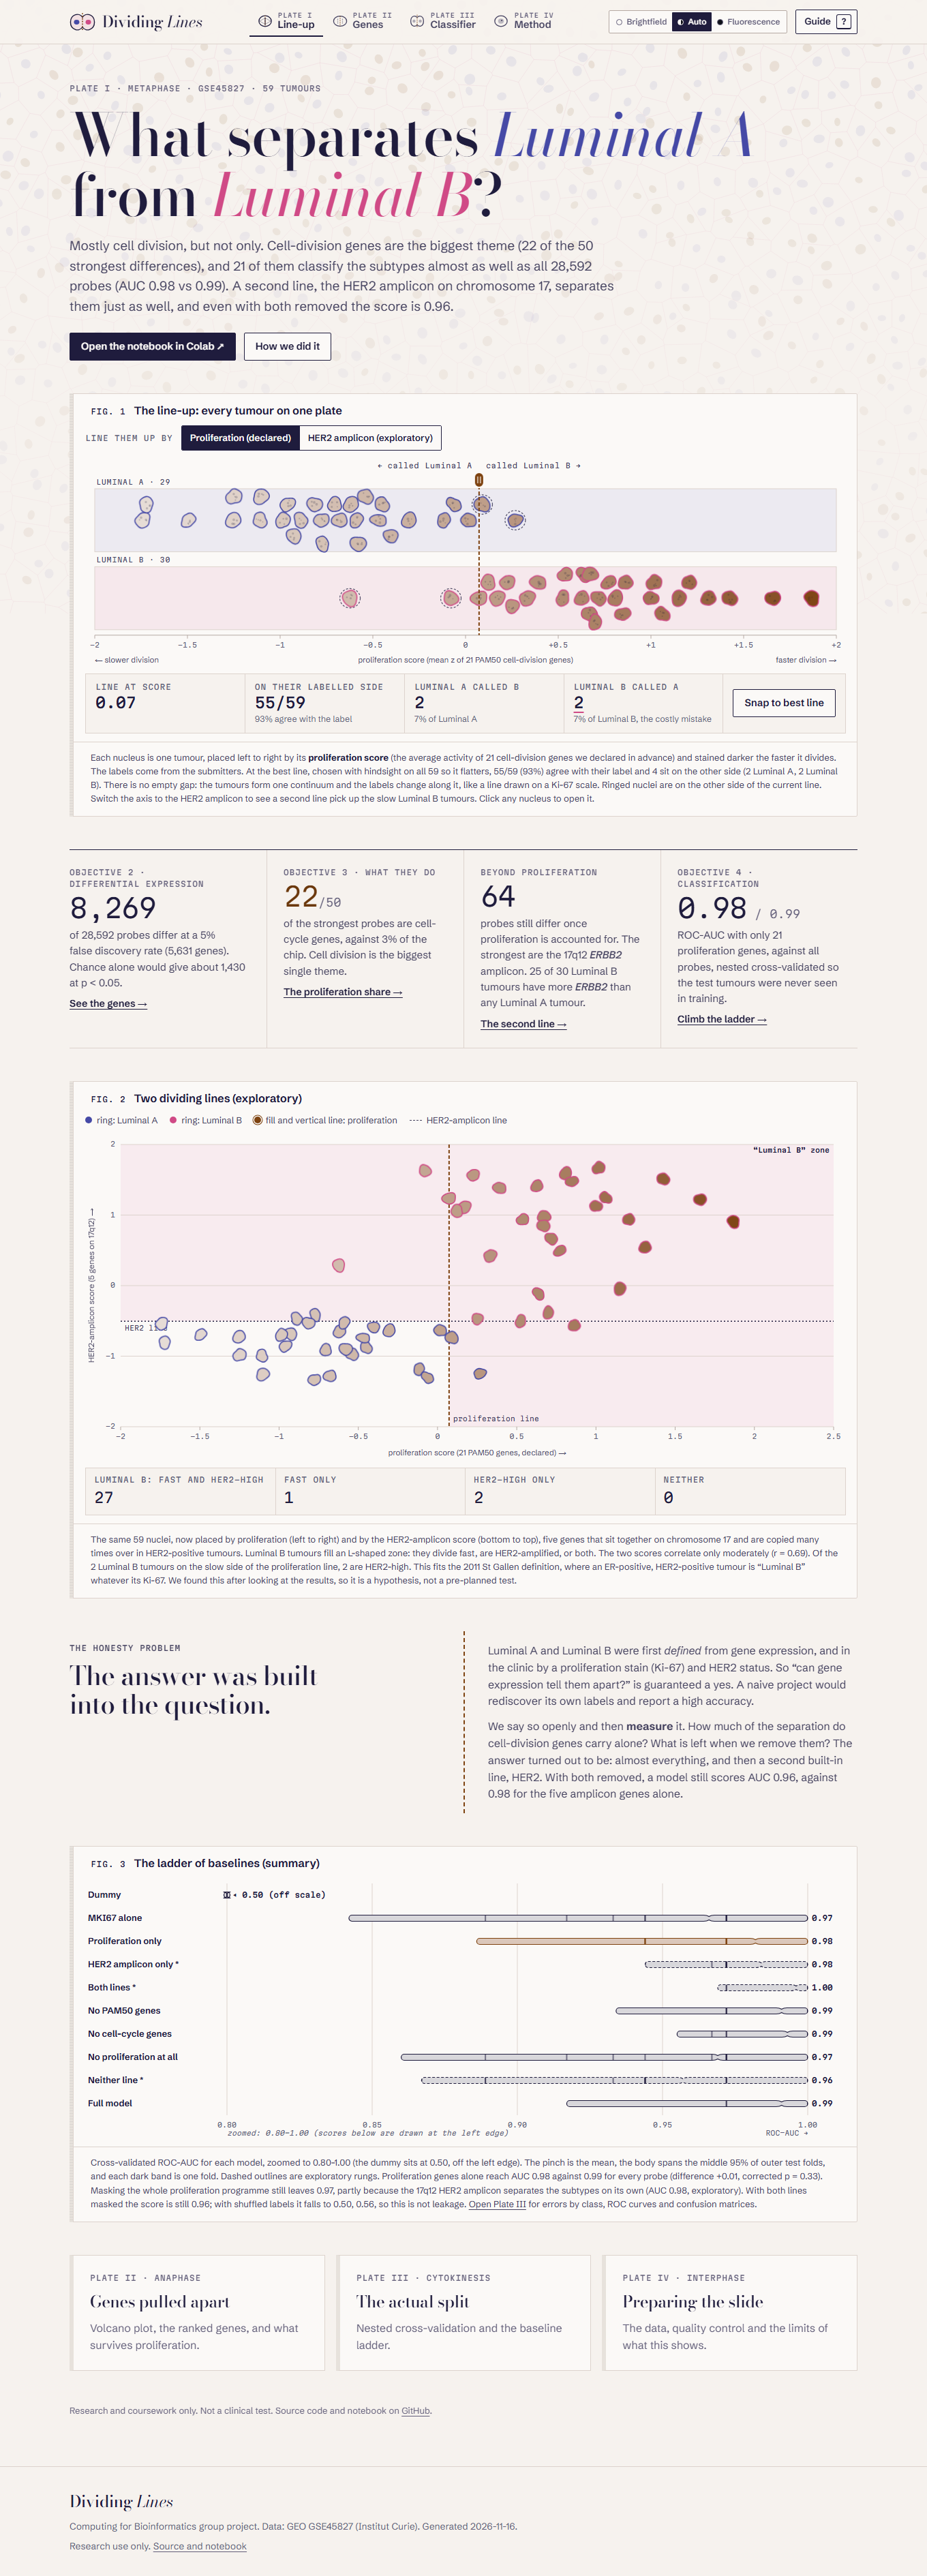 Dividing Lines
PLATE I
Line-up
PLATE II
Genes
PLATE III
Classifier
PLATE IV
Method
Brightfield
Auto
Fluorescence
Guide ?
PLATE I · METAPHASE · GSE45827 · 59 TUMOURS
What separates Luminal A
from Luminal B?
Mostly cell division, but not only. Cell-division genes are the biggest theme (22 of the 50
strongest differences), and 21 of them classify the subtypes almost as well as all 28,592
probes (AUC 0.98 vs 0.99). A second line, the HER2 amplicon on chromosome 17, separates
them just as well, and even with both removed the score is 0.96.
Open the notebook in Colab ↗
How we did it
FIG. 1 The line-up: every tumour on one plate
LINE THEM UP BY
Proliferation (declared)
HER2 amplicon (exploratory)
← called Luminal A
called Luminal B →
LUMINAL A · 29
LUMINAL B · 30
−2
−1.5
−1
−0.5
0
+0.5
+1
+1.5
+2
← slower division
proliferation score (mean z of 21 PAM50 cell-division genes)
faster division →
LINE AT SCORE
0.07
ON THEIR LABELLED SIDE
55/59
93% agree with the label
LUMINAL A CALLED B
2
7% of Luminal A
LUMINAL B CALLED A
2
7% of Luminal B, the costly mistake
Snap to best line
Each nucleus is one tumour, placed left to right by its proliferation score (the average activity of 21 cell-division genes we declared in advance) and stained darker the faster it divides.
The labels come from the submitters. At the best line, chosen with hindsight on all 59 so it flatters, 55/59 (93%) agree with their label and 4 sit on the other side (2 Luminal A, 2 Luminal
B). There is no empty gap: the tumours form one continuum and the labels change along it, like a line drawn on a Ki-67 scale. Ringed nuclei are on the other side of the current line.
Switch the axis to the HER2 amplicon to see a second line pick up the slow Luminal B tumours. Click any nucleus to open it.
OBJECTIVE 2 ·
DIFFERENTIAL EXPRESSION
8,269
of 28,592 probes differ at a 5%
false discovery rate (5,631 genes).
Chance alone would give about 1,430
at p < 0.05.
See the genes →
OBJECTIVE 3 · WHAT THEY DO
22/50
of the strongest probes are cell-
cycle genes, against 3% of the
chip. Cell division is the biggest
single theme.
The proliferation share →
BEYOND PROLIFERATION
64
probes still differ once
proliferation is accounted for. The
strongest are the 17q12 ERBB2
amplicon. 25 of 30 Luminal B
tumours have more ERBB2 than
any Luminal A tumour.
The second line →
OBJECTIVE 4 ·
CLASSIFICATION
0.98 / 0.99
ROC-AUC with only 21
proliferation genes, against all
probes, nested cross-validated so
the test tumours were never seen
in training.
Climb the ladder →
FIG. 2 Two dividing lines (exploratory)
ring: Luminal A
ring: Luminal B
fill and vertical line: proliferation
HER2-amplicon line
"Luminal B" zone
HER2-amplicon score (5 genes on 17q12) →
2
1
0
−1
−2
proliferation line
−2
−1.5
−1
−0.5
0
0.5
1
1.5
2
2.5
proliferation score (21 PAM50 genes, declared) →
LUMINAL B: FAST AND HER2-HIGH
27
FAST ONLY
1
HER2-HIGH ONLY
2
NEITHER
0
The same 59 nuclei, now placed by proliferation (left to right) and by the HER2-amplicon score (bottom to top), five genes that sit together on chromosome 17 and are copied many
times over in HER2-positive tumours. Luminal B tumours fill an L-shaped zone: they divide fast, are HER2-amplified, or both. The two scores correlate only moderately (r = 0.69). Of the
2 Luminal B tumours on the slow side of the proliferation line, 2 are HER2-high. This fits the 2011 St Gallen definition, where an ER-positive, HER2-positive tumour is "Luminal B"
whatever its Ki-67. We found this after looking at the results, so it is a hypothesis, not a pre-planned test.
THE HONESTY PROBLEM
The answer was built
into the question.
Luminal A and Luminal B were first defined from gene expression, and in
the clinic by a proliferation stain (Ki-67) and HER2 status. So "can gene
expression tell them apart?" is guaranteed a yes. A naive project would
rediscover its own labels and report a high accuracy.
We say so openly and then measure it. How much of the separation do
cell-division genes carry alone? What is left when we remove them? The
answer turned out to be: almost everything, and then a second built-in
line, HER2. With both removed, a model still scores AUC 0.96, against
0.98 for the five amplicon genes alone.
FIG. 3 The ladder of baselines (summary)
Dummy
◂ 0.50 (off scale)
MKI67 alone
0.97
Proliferation only
0.98
HER2 amplicon only *
0.98
Both lines *
1.00
No PAM50 genes
0.99
No cell-cycle genes
0.99
No proliferation at all
0.97
Neither line *
0.96
Full model
0.99
0.80
0.85
0.90
0.95
1.00
zoomed: 0.80–1.00 (scores below are drawn at the left edge)
ROC-AUC →
Cross-validated ROC-AUC for each model, zoomed to 0.80-1.00 (the dummy sits at 0.50, off the left edge). The pinch is the mean, the body spans the middle 95% of outer test folds,
and each dark band is one fold. Dashed outlines are exploratory rungs. Proliferation genes alone reach AUC 0.98 against 0.99 for every probe (difference +0.01, corrected p = 0.33).
Masking the whole proliferation programme still leaves 0.97, partly because the 17q12 HER2 amplicon separates the subtypes on its own (AUC 0.98, exploratory). With both lines
masked the score is still 0.96; with shuffled labels it falls to 0.50, 0.56, so this is not leakage. Open Plate III for errors by class, ROC curves and confusion matrices.
PLATE II · ANAPHASE
Genes pulled apart
Volcano plot, the ranked genes, and what
survives proliferation.
PLATE III · CYTOKINESIS
The actual split
Nested cross-validation and the baseline
ladder.
PLATE IV · INTERPHASE
Preparing the slide
The data, quality control and the limits of
what this shows.
Research and coursework only. Not a clinical test. Source code and notebook on GitHub.
Dividing Lines
Computing for Bioinformatics group project. Data: GEO GSE45827 (Institut Curie). Generated 2026-11-16.
Research use only. Source and notebook